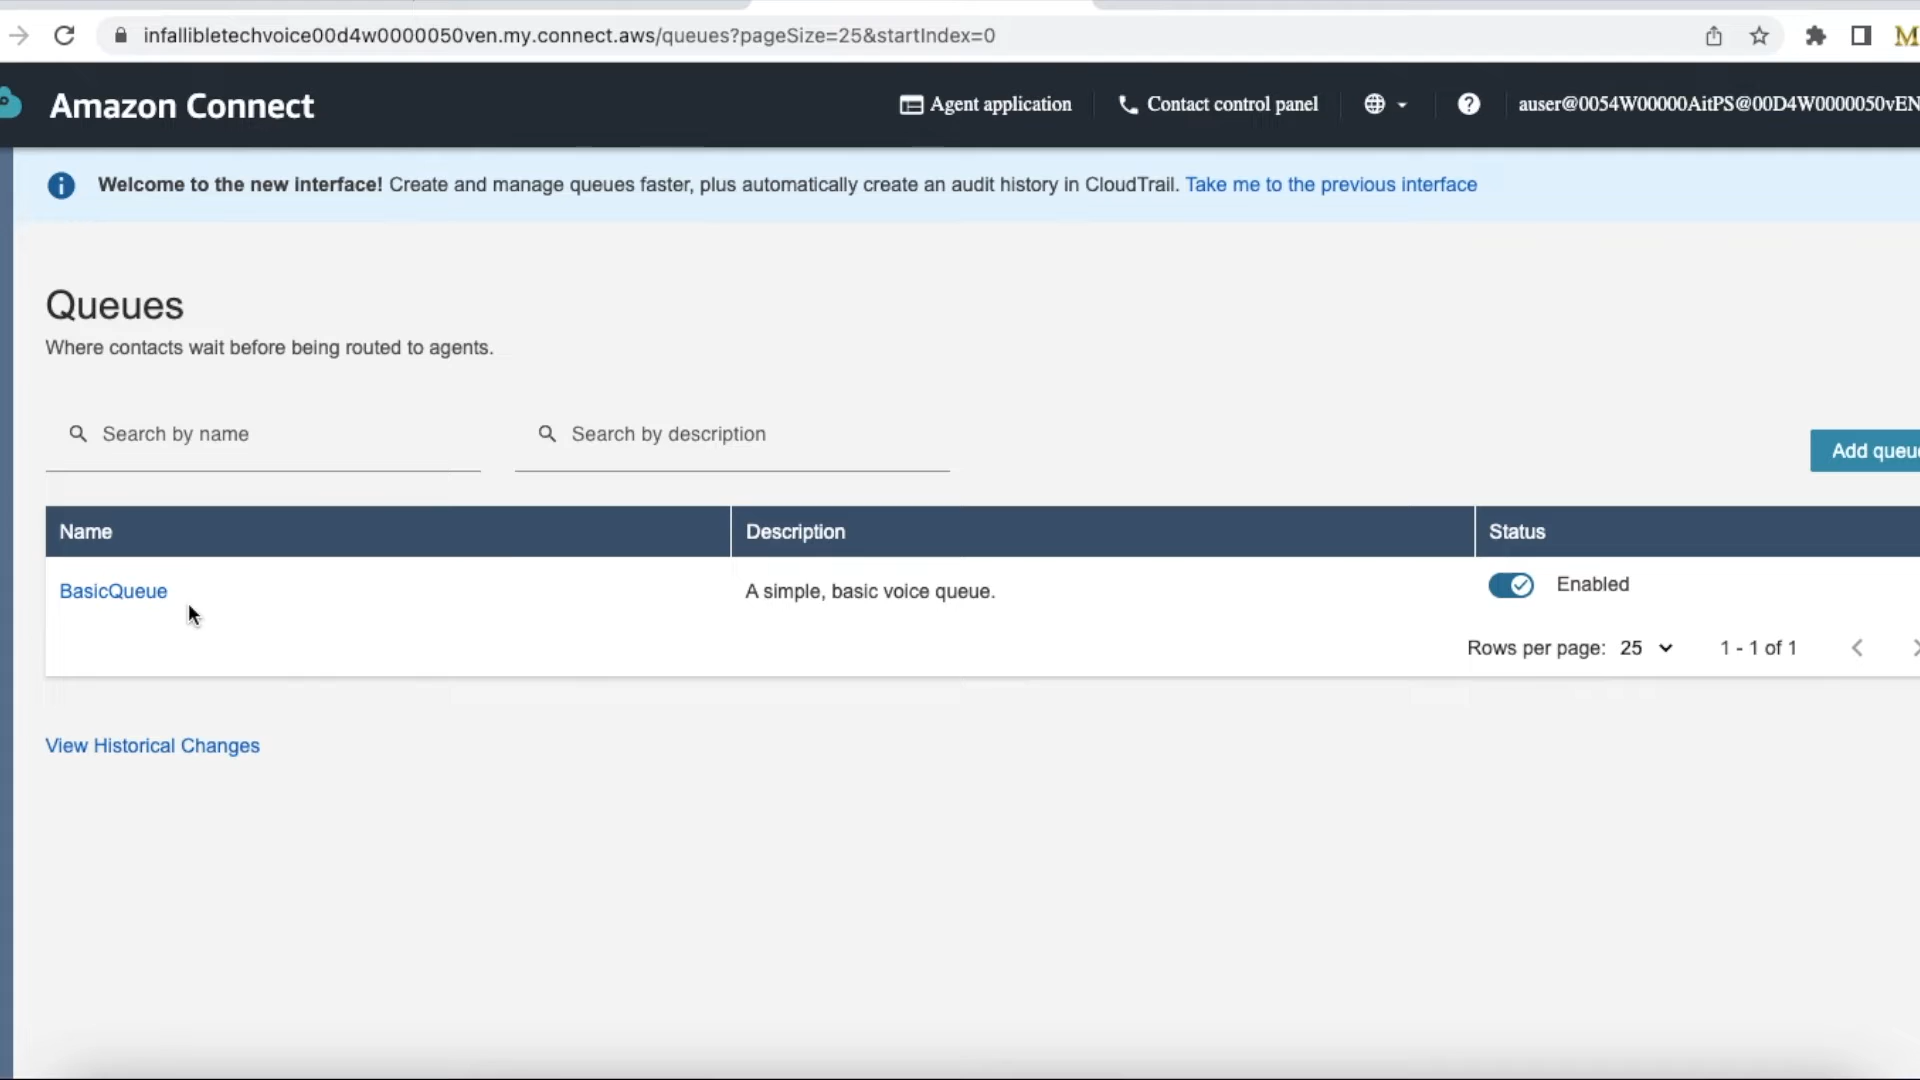 infallibletechvoice00d4w0000050ven.my.connect.aws/queues?pageSize=25&startIndex=0
M
Amazon Connect
Agent application
Contact control panel
auser@0054W00000AitPS@00D4W0000050vEN
Welcome to the new interface! Create and manage queues faster, plus automatically create an audit history in CloudTrail. Take me to the previous interface
Queues
Where contacts wait before being routed to agents.
Search by name
Search by description
Add queu
Name
Description
Status
BasicQueue
A simple, basic voice queue.
Enabled
Rows per page: 25
1 - 1 of 1
View Historical Changes